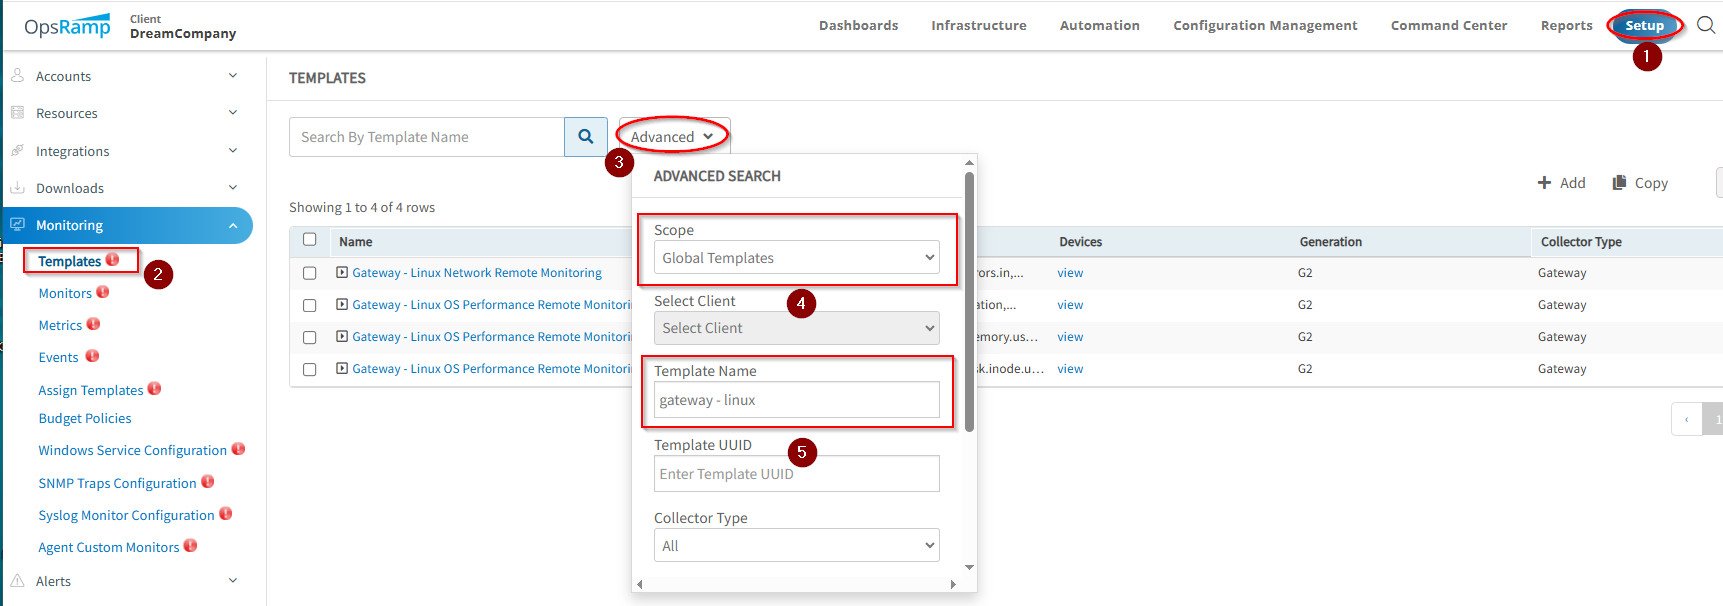 OpsRamp
Client
DreamCompany
Dashboards
Infrastructure
Automation
Configuration Management
Command Center
Reports
Setup
1
Accounts
Resources
Integrations
Downloads
Monitoring
Templates
2
Monitors
Metrics
Events
Assign Templates
Budget Policies
Windows Service Configuration
SNMP Traps Configuration
Syslog Monitor Configuration
Agent Custom Monitors
Alerts
TEMPLATES
Search By Template Name
Advanced
3
Add
Copy
Showing 1 to 4 of 4 rows
Name
Devices
Generation
Collector Type
Gateway - Linux Network Remote Monitoring
ors.in,...
view
G2
Gateway
Gateway - Linux OS Performance Remote Monitori
ation,...
view
G2
Gateway
Gateway - Linux OS Performance Remote Monitori
emory.us...
view
G2
Gateway
Gateway - Linux OS Performance Remote Monitori
sk.inode.u...
view
G2
Gateway
‹
1
ADVANCED SEARCH
Scope
Global Templates
Select Client
4
Select Client
Template Name
gateway - linux
Template UUID
5
Enter Template UUID
Collector Type
All